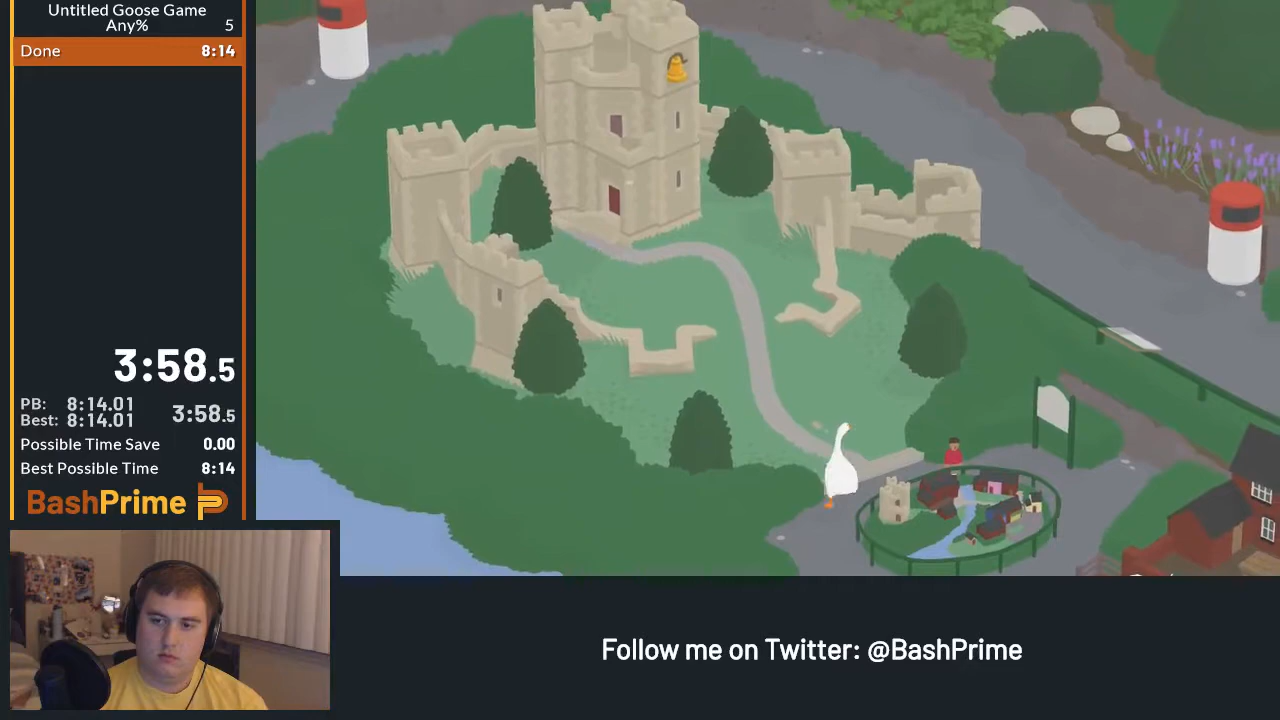 Untitled Goose Game
Any% 5
Done 8:14
3:58.5
PB: 8:14.01
Best: 8:14.01
3:58.5
Possible Time Save 0.00
Best Possible Time 8:14
BashPrime
Follow me on Twitter: @BashPrime